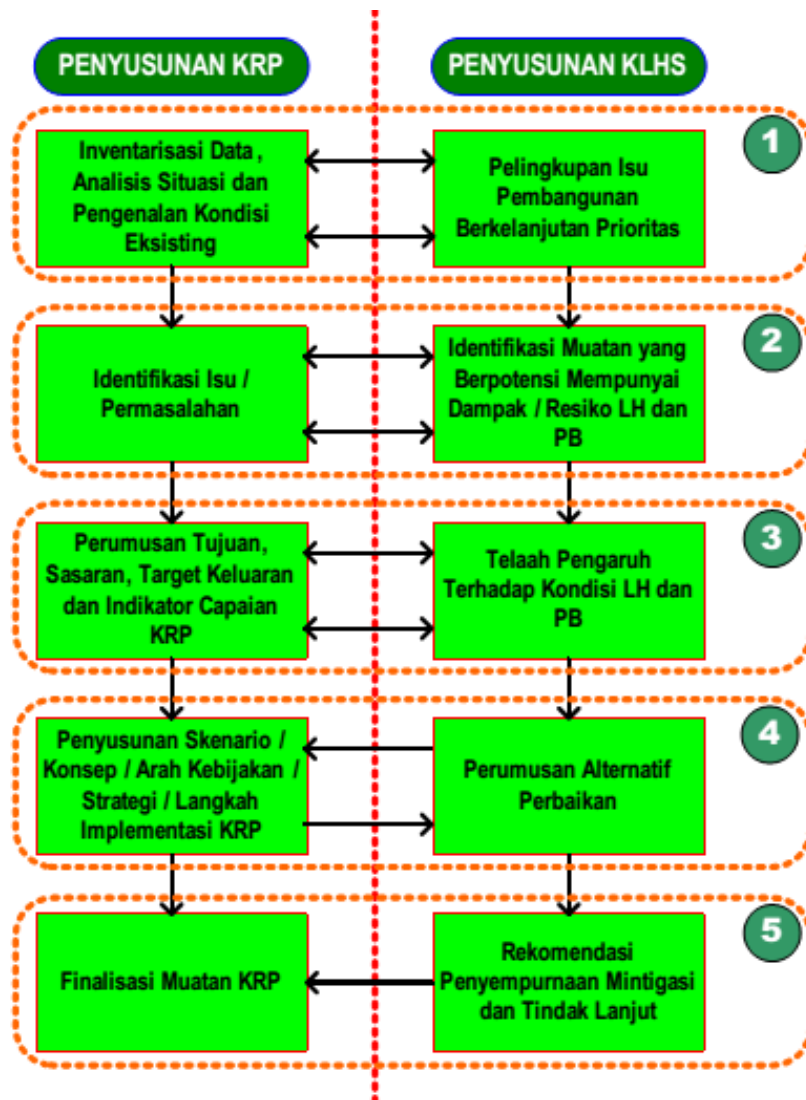 PENYUSUNAN KRP
PENYUSUNAN KLHS
1
Inventarisasi Data ,
Analisis Situasi dan
Pengenalan Kondisi
Eksisting
Pelingkupan Isu
Pembangunan
Berkelanjutan Prioritas
2
Identifikasi Isu /
Permasalahan
Identifikasi Muatan yang
Berpotensi Mempunyai
Dampak / Resiko LH dan
PB
3
Perumusan Tujuan,
Sasaran, Target Keluaran
dan Indikator Capaian
KRP
Telaah Pengaruh
Terhadap Kondisi LH dan
PB
4
Penyusunan Skenario /
Konsep / Arah Kebijakan /
Strategi / Langkah
Implementasi KRP
Perumusan Alternatif
Perbaikan
5
Finalisasi Muatan KRP
Rekomendasi
Penyempurnaan Mintigasi
dan Tindak Lanjut